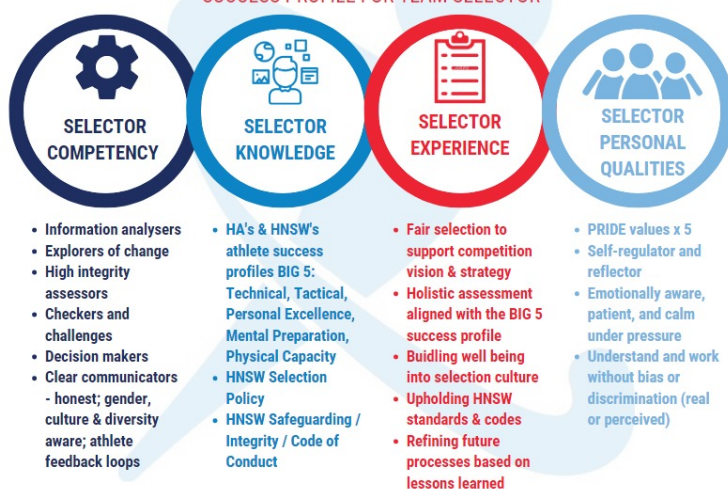 SUCCESS PROFILE FOR TEAM SELECTOR
SELECTOR
COMPETENCY
• Information analysers
• Explorers of change
• High integrity
assessors
• Checkers and
challenges
• Decision makers
• Clear communicators
- honest; gender,
culture & diversity
aware; athlete
feedback loops
SELECTOR
KNOWLEDGE
• HA's & HNSW's
athlete success
profiles BIG 5:
Technical, Tactical,
Personal Excellence,
Mental Preparation,
Physical Capacity
• HNSW Selection
Policy
• HNSW Safeguarding /
Integrity / Code of
Conduct
SELECTOR
EXPERIENCE
• Fair selection to
support competition
vision & strategy
• Holistic assessment
aligned with the BIG 5
success profile
• Buidling well being
into selection culture
• Upholding HNSW
standards & codes
• Refining future
processes based on
lessons learned
SELECTOR
PERSONAL
QUALITIES
• PRIDE values x 5
• Self-regulator and
reflector
• Emotionally aware,
patient, and calm
under pressure
• Understand and work
without bias or
discrimination (real
or perceived)